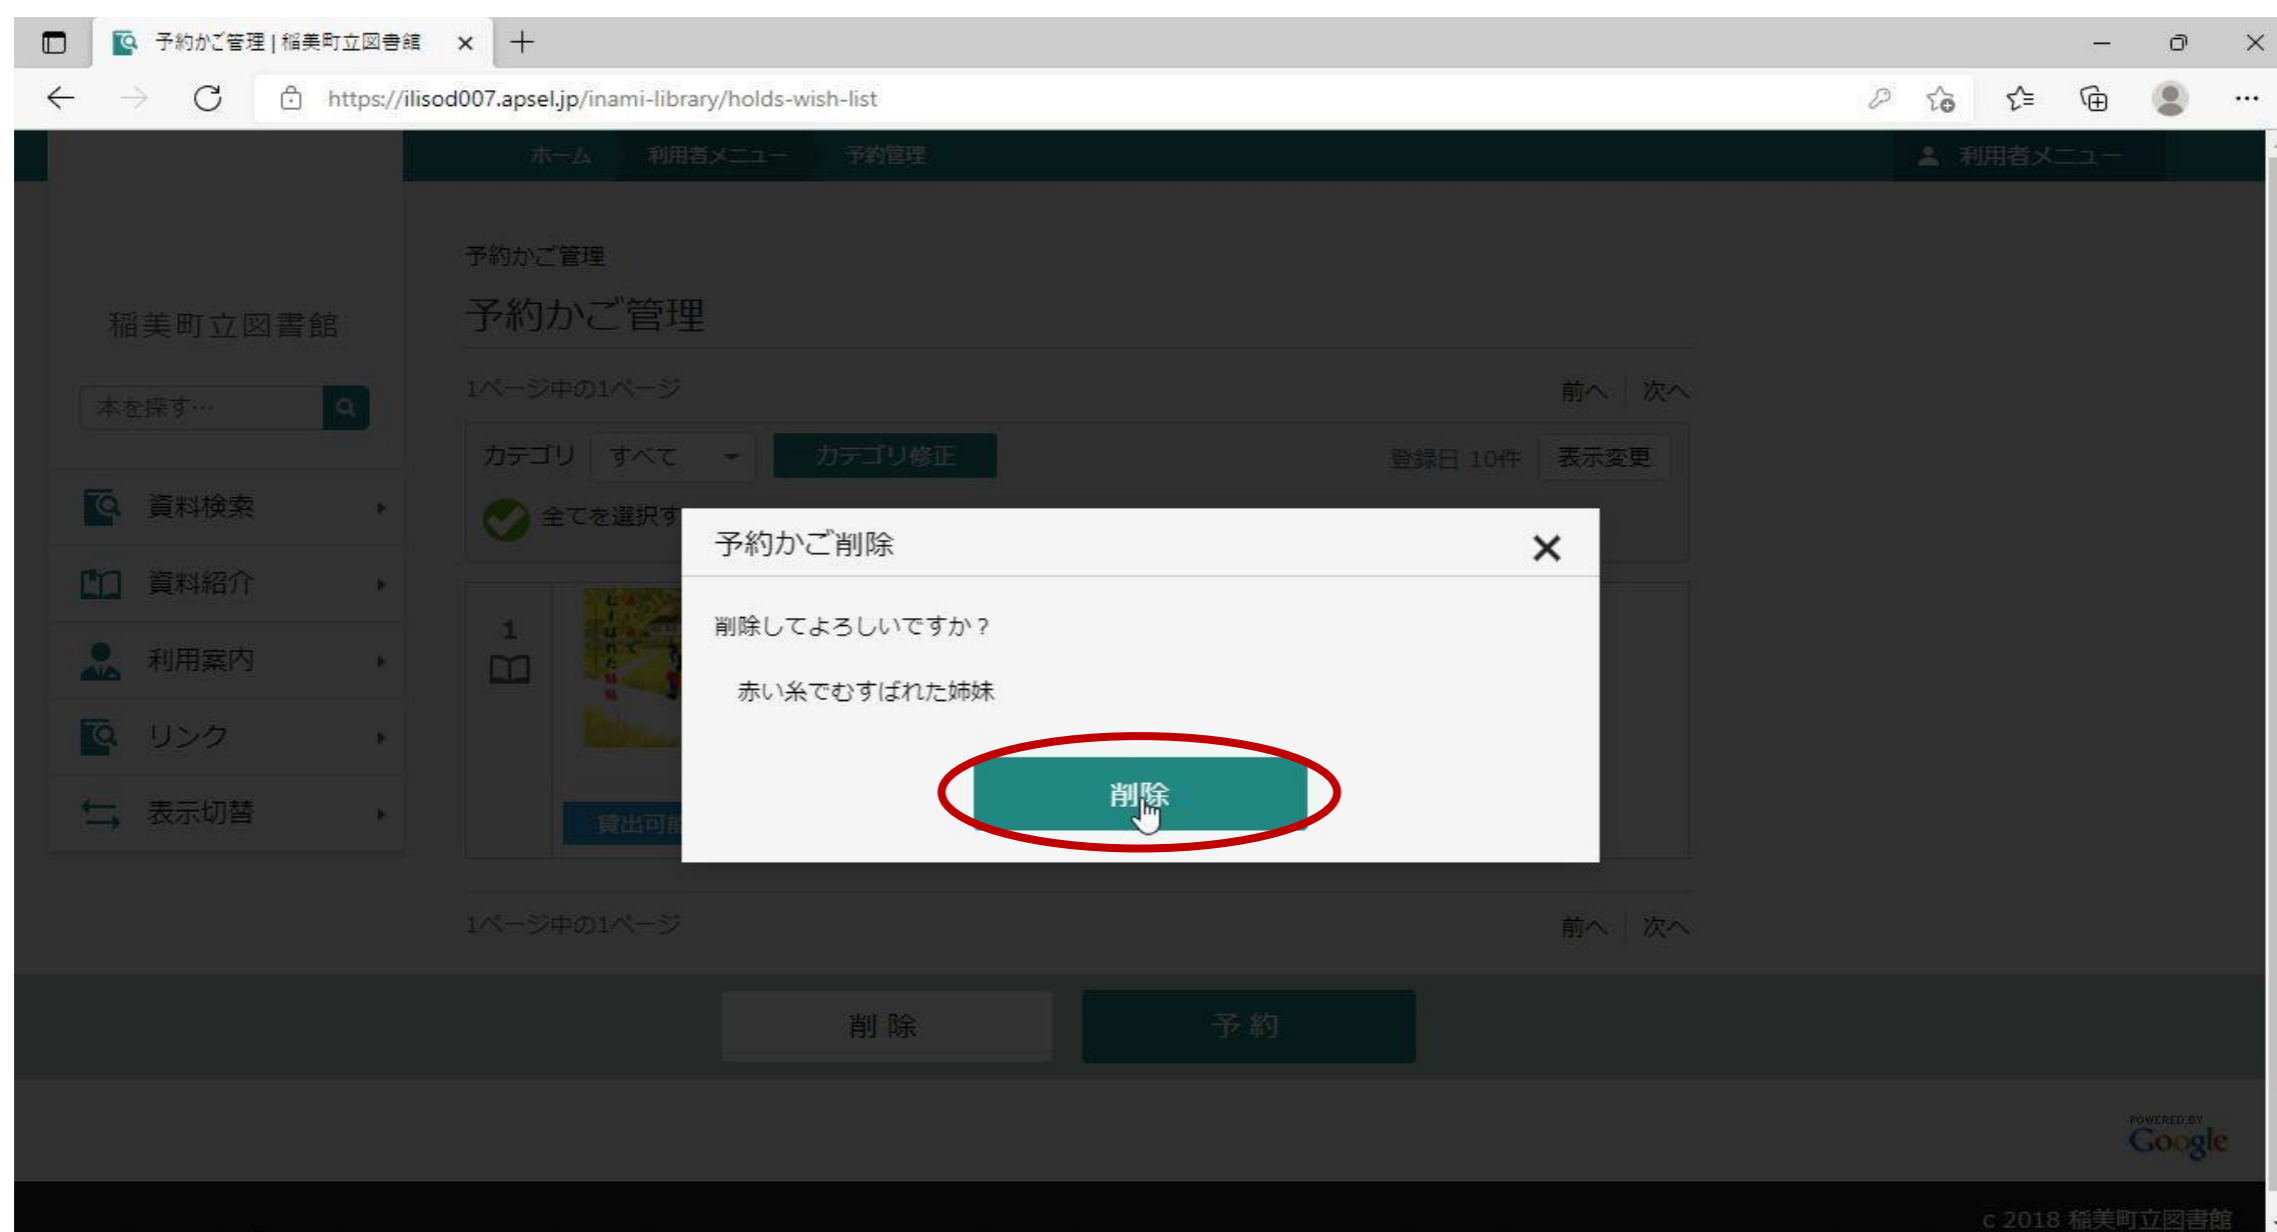 予約かご管理 | 稲美町立図書館
https://ilisod007.apsel.jp/inami-library/holds-wish-list
ホーム 利用者メニュー 予約管理 利用者メニュー
稲美町立図書館
本を探す…
資料検索
資料紹介
利用案内
リンク
表示切替
予約かご管理
予約かご管理
1ページ中の1ページ 前へ 次へ
カテゴリ すべて カテゴリ修正 登録日 10件 表示変更
全てを選択す
1
むすばれた姉妹
貸出可能
予約かご削除
削除してよろしいですか？
赤い糸でむすばれた姉妹
削除
1ページ中の1ページ 前へ 次へ
削除 予約
POWERED BY
Google
c 2018 稲美町立図書館